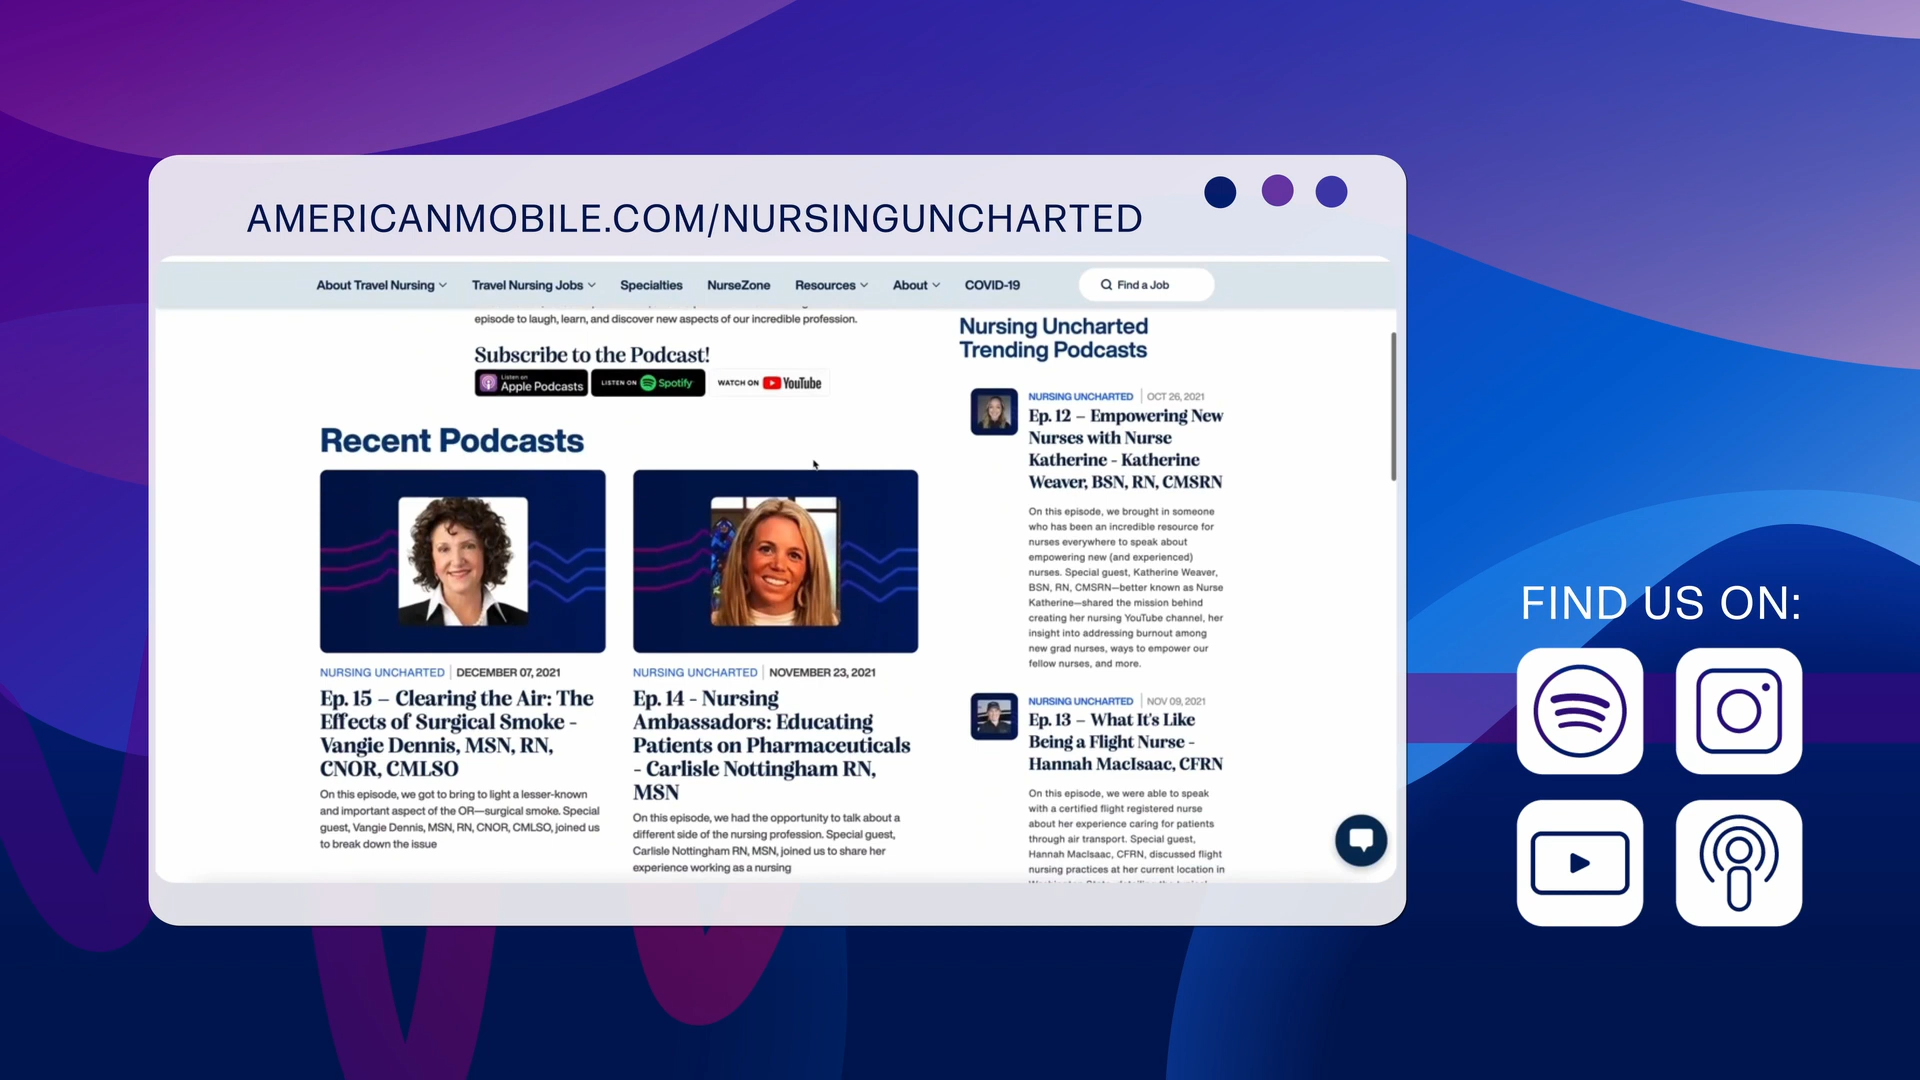 AMERICANMOBILE.COM/NURSINGUNCHARTED
About Travel Nursing
Travel Nursing Jobs
Specialties
NurseZone
Resources
About
COVID-19
Find a Job
episode to laugh, learn, and discover new aspects of our incredible profession.
Subscribe to the Podcast!
Listen on
Apple Podcasts
LISTEN ON Spotify
WATCH ON YouTube
Recent Podcasts
NURSING UNCHARTED | DECEMBER 07, 2021
Ep. 15 – Clearing the Air: The
Effects of Surgical Smoke -
Vangie Dennis, MSN, RN,
CNOR, CMLSO
On this episode, we got to bring to light a lesser-known
and important aspect of the OR—surgical smoke. Special
guest, Vangie Dennis, MSN, RN, CNOR, CMLSO, joined us
to break down the issue
NURSING UNCHARTED | NOVEMBER 23, 2021
Ep. 14 - Nursing
Ambassadors: Educating
Patients on Pharmaceuticals
- Carlisle Nottingham RN,
MSN
On this episode, we had the opportunity to talk about a
different side of the nursing profession. Special guest,
Carlisle Nottingham RN, MSN, joined us to share her
experience working as a nursing
Nursing Uncharted
Trending Podcasts
NURSING UNCHARTED | OCT 26, 2021
Ep. 12 – Empowering New
Nurses with Nurse
Katherine - Katherine
Weaver, BSN, RN, CMSRN
On this episode, we brought in someone
who has been an incredible resource for
nurses everywhere to speak about
empowering new (and experienced)
nurses. Special guest, Katherine Weaver,
BSN, RN, CMSRN—better known as Nurse
Katherine—shared the mission behind
creating her nursing YouTube channel, her
insight into addressing burnout among
new grad nurses, ways to empower our
fellow nurses, and more.
NURSING UNCHARTED | NOV 09, 2021
Ep. 13 – What It's Like
Being a Flight Nurse -
Hannah MacIsaac, CFRN
On this episode, we were able to speak
with a certified flight registered nurse
about her experience caring for patients
through air transport. Special guest,
Hannah MacIsaac, CFRN, discussed flight
nursing practices at her current location in
FIND US ON: